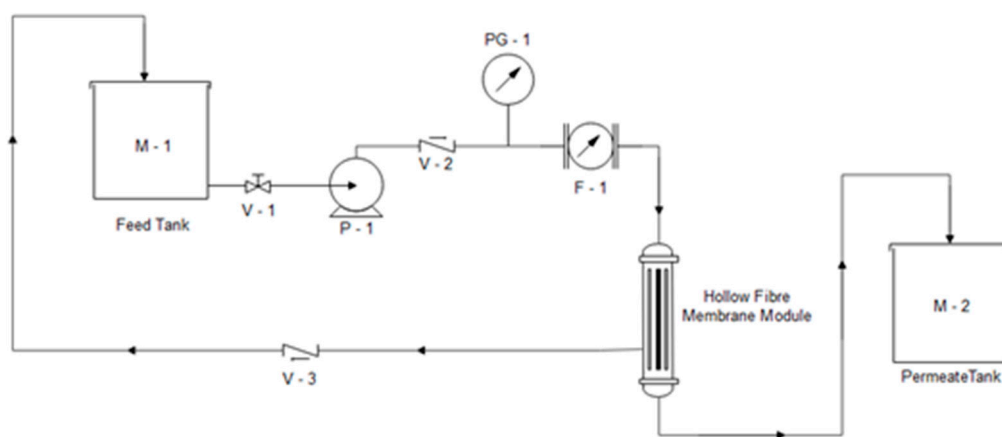 PG - 1
M - 1
V - 2
F - 1
V - 1
Feed Tank
P - 1
Hollow Fibre
Membrane Module
M - 2
V - 3
PermeateTank